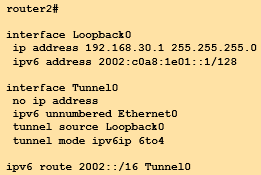 router2#
interface Loopback0
ip address 192.168.30.1 255.255.255.0
ipv6 address 2002:c0a8:1e01::1/128
interface Tunnel0
no ip address
ipv6 unnumbered Ethernet0
tunnel source Loopback0
tunnel mode ipv6ip 6to4
ipv6 route 2002::/16 Tunnel0